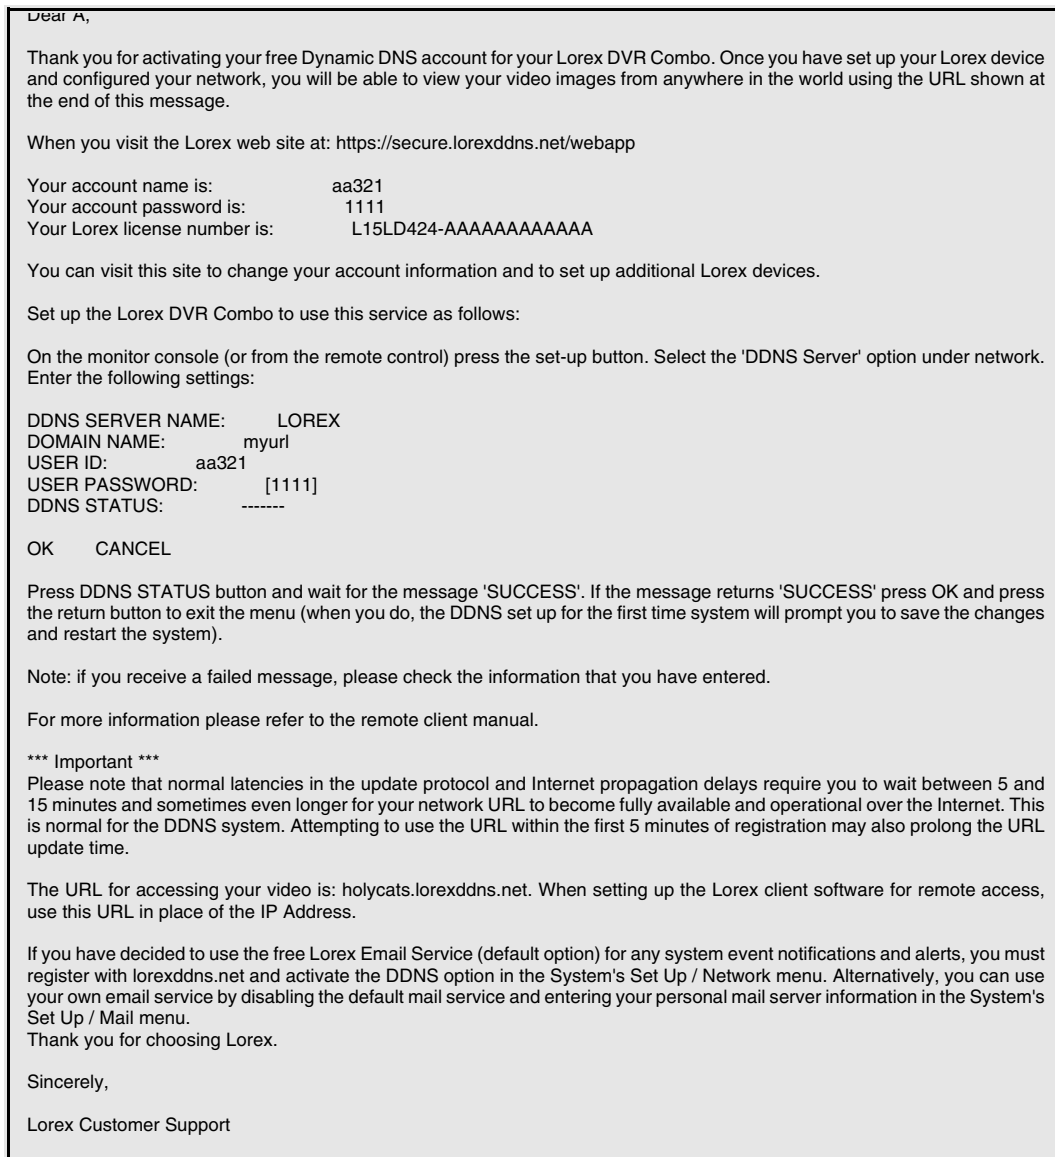 Dear A,
Thank you for activating your free Dynamic DNS account for your Lorex DVR Combo. Once you have set up your Lorex device
and configured your network, you will be able to view your video images from anywhere in the world using the URL shown at
the end of this message.
When you visit the Lorex web site at: https://secure.lorexddns.net/webapp
Your account name is: aa321
Your account password is: 1111
Your Lorex license number is: L15LD424-AAAAAAAAAAAA
You can visit this site to change your account information and to set up additional Lorex devices.
Set up the Lorex DVR Combo to use this service as follows:
On the monitor console (or from the remote control) press the set-up button. Select the 'DDNS Server' option under network.
Enter the following settings:
DDNS SERVER NAME: LOREX
DOMAIN NAME: myurl
USER ID: aa321
USER PASSWORD: [1111]
DDNS STATUS: -------
OK CANCEL
Press DDNS STATUS button and wait for the message 'SUCCESS'. If the message returns 'SUCCESS' press OK and press
the return button to exit the menu (when you do, the DDNS set up for the first time system will prompt you to save the changes
and restart the system).
Note: if you receive a failed message, please check the information that you have entered.
For more information please refer to the remote client manual.
*** Important ***
Please note that normal latencies in the update protocol and Internet propagation delays require you to wait between 5 and
15 minutes and sometimes even longer for your network URL to become fully available and operational over the Internet. This
is normal for the DDNS system. Attempting to use the URL within the first 5 minutes of registration may also prolong the URL
update time.
The URL for accessing your video is: holycats.lorexddns.net. When setting up the Lorex client software for remote access,
use this URL in place of the IP Address.
If you have decided to use the free Lorex Email Service (default option) for any system event notifications and alerts, you must
register with lorexddns.net and activate the DDNS option in the System's Set Up / Network menu. Alternatively, you can use
your own email service by disabling the default mail service and entering your personal mail server information in the System's
Set Up / Mail menu.
Thank you for choosing Lorex.
Sincerely,
Lorex Customer Support